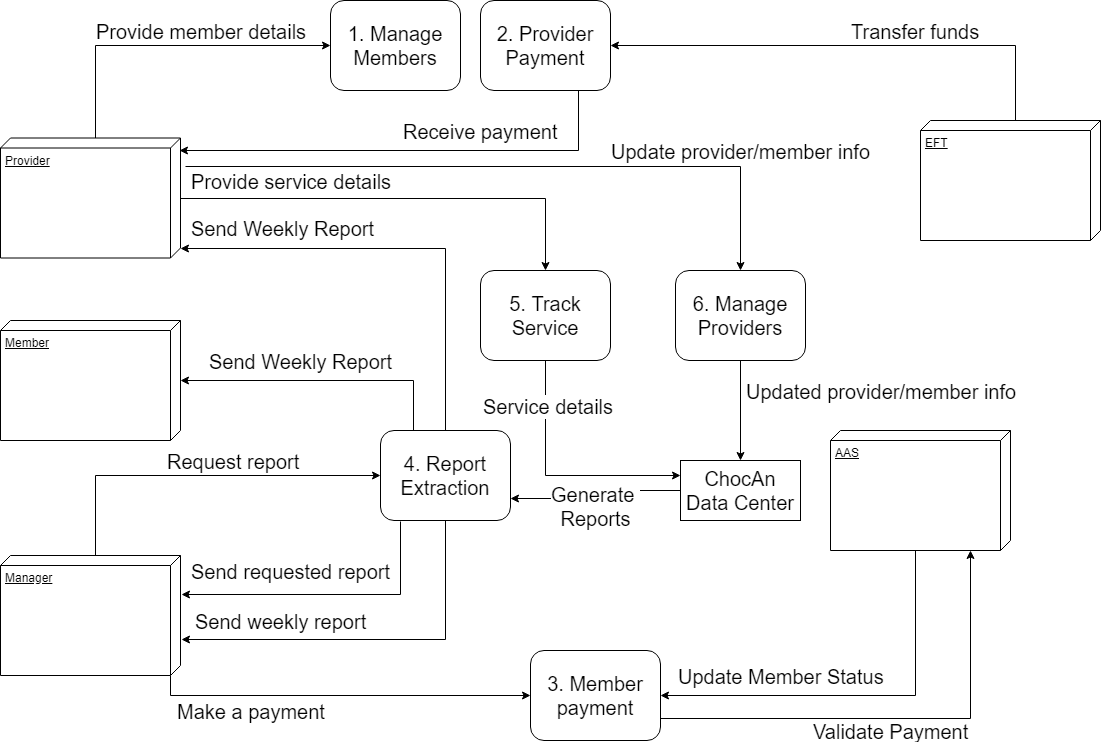 Provide member details
1. Manage
Members
2. Provider
Payment
Transfer funds
Receive payment
Provider
Update provider/member info
EFT
Provide service details
Send Weekly Report
5. Track
Service
6. Manage
Providers
Member
Send Weekly Report
Service details
Updated provider/member info
Request report
4. Report
Extraction
AAS
ChocAn
Data Center
Generate
Reports
Manager
Send requested report
Send weekly report
3. Member
payment
Update Member Status
Make a payment
Validate Payment